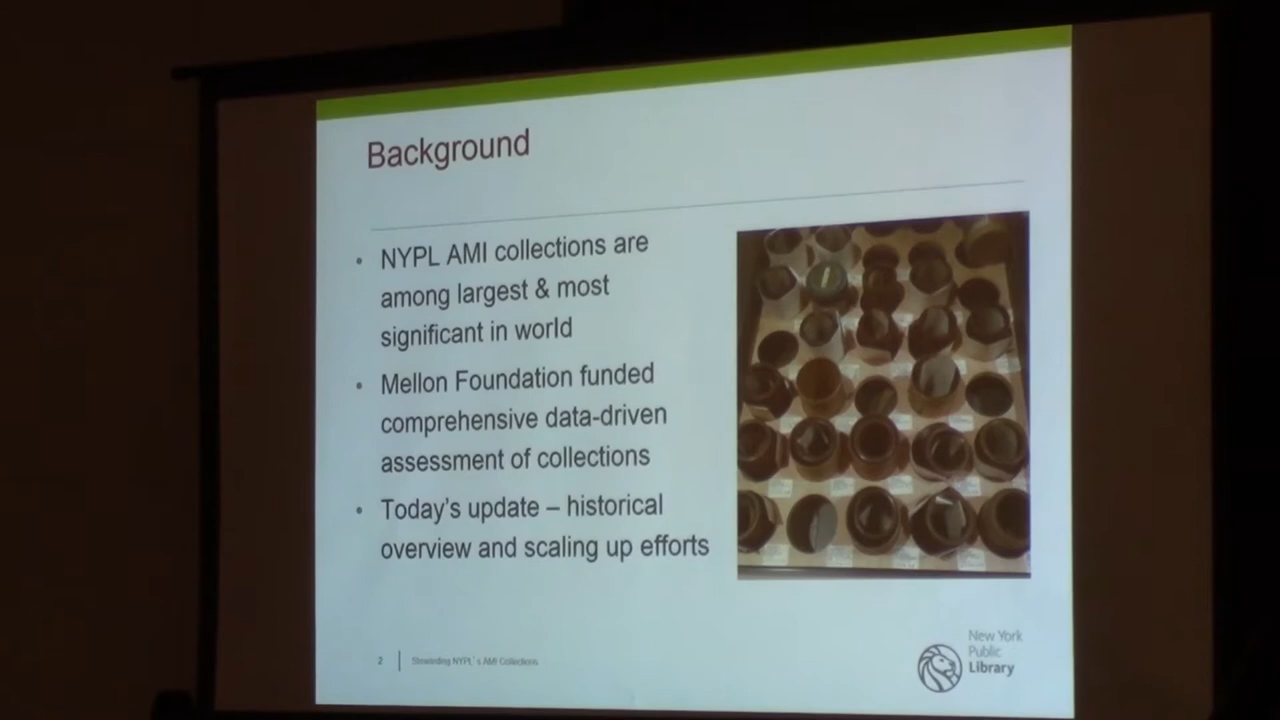 Background
• NYPL AMI collections are
among largest & most
significant in world
• Mellon Foundation funded
comprehensive data-driven
assessment of collections
• Today's update – historical
overview and scaling up efforts
2
Stewarding NYPL's AMI Collections
New York
Public
Library